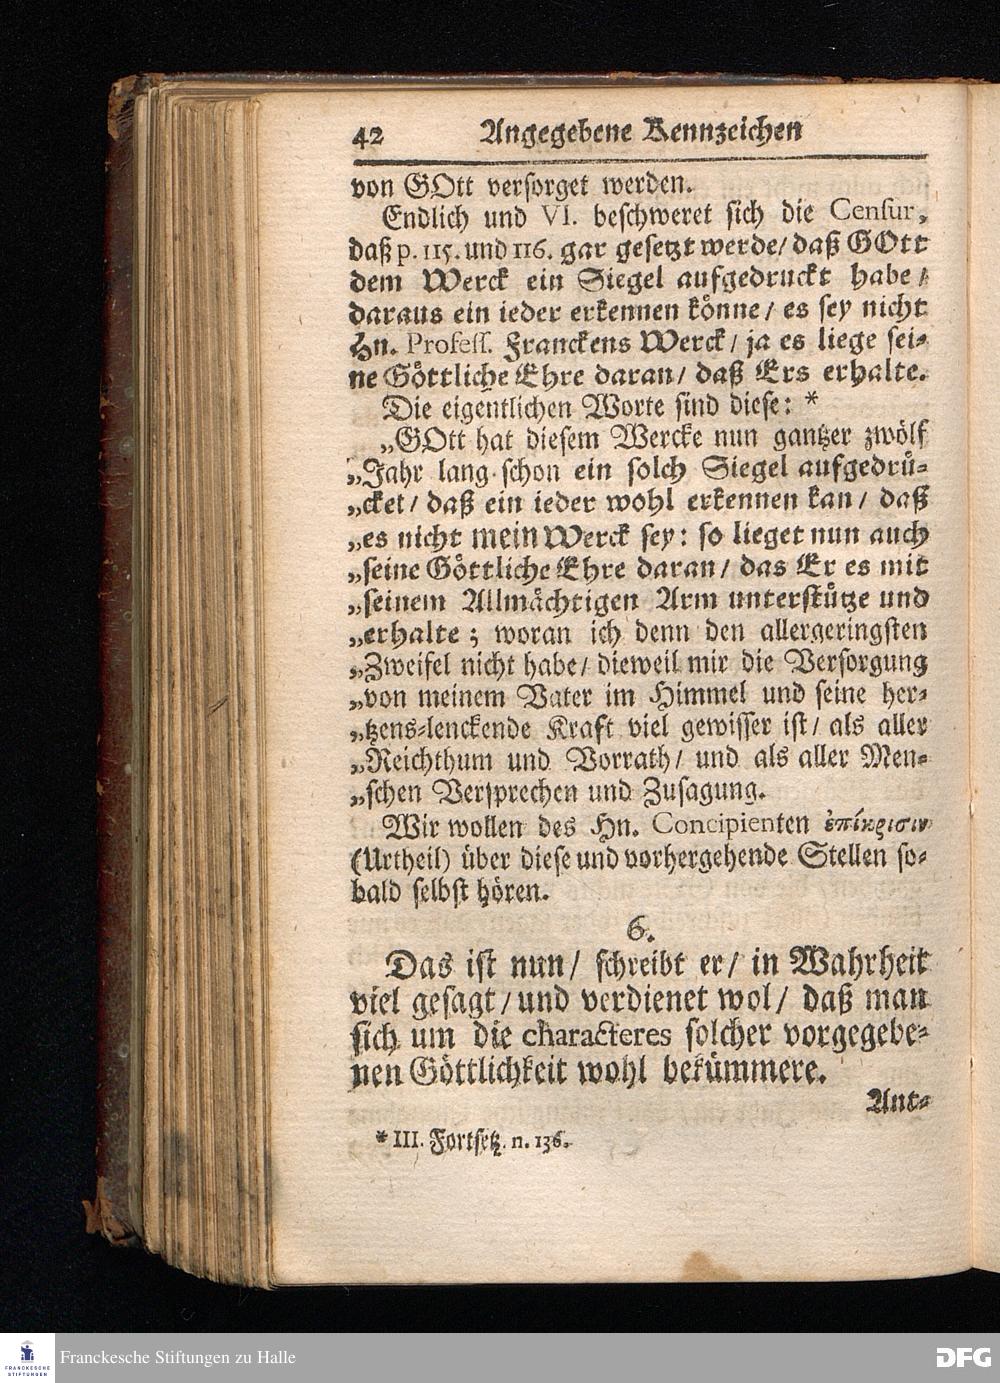 42 Angegebene Kennzeichen
von GOtt versorget werden.
Endlich und VI. beschweret sich die Censur,
daß p. 115. und 116. gar gesetzt werde/ daß GOtt
dem Werck ein Siegel aufgedruckt habe/
daraus ein ieder erkennen könne/ es sey nicht
Hn. Profess. Franckens Werck/ ja es liege sei-
ne Göttliche Ehre daran/ daß Ers erhalte.
Die eigentlichen Worte sind diese: *
„GOtt hat diesem Wercke nun gantzer zwölf
„Jahr lang schon ein solch Siegel aufgedrü-
„cket/ daß ein ieder wohl erkennen kan/ daß
„es nicht mein Werck sey: so lieget nun auch
„seine Göttliche Ehre daran/ das Er es mit
„seinem Allmächtigen Arm unterstütze und
„erhalte; woran ich denn den allergeringsten
„Zweifel nicht habe/ dieweil mir die Versorgung
„von meinem Vater im Himmel und seine her-
„tzens-lenckende Kraft viel gewisser ist/ als aller
„Reichthum und Vorrath/ und als aller Men-
„schen Versprechen und Zusagung.
Wir wollen des Hn. Concipienten ἐπίκρισιν
(Urtheil) über diese und vorhergehende Stellen so-
bald selbst hören.
6.
Das ist nun/ schreibt er/ in Wahrheit
viel gesagt/ und verdienet wol/ daß man
sich um die characteres solcher vorgegebe-
nen Göttlichkeit wohl bekümmere.
Ant-
* III. Fortsetz. n. 136.
FRANCKESCHE STIFTUNGEN
Franckesche Stiftungen zu Halle
DFG